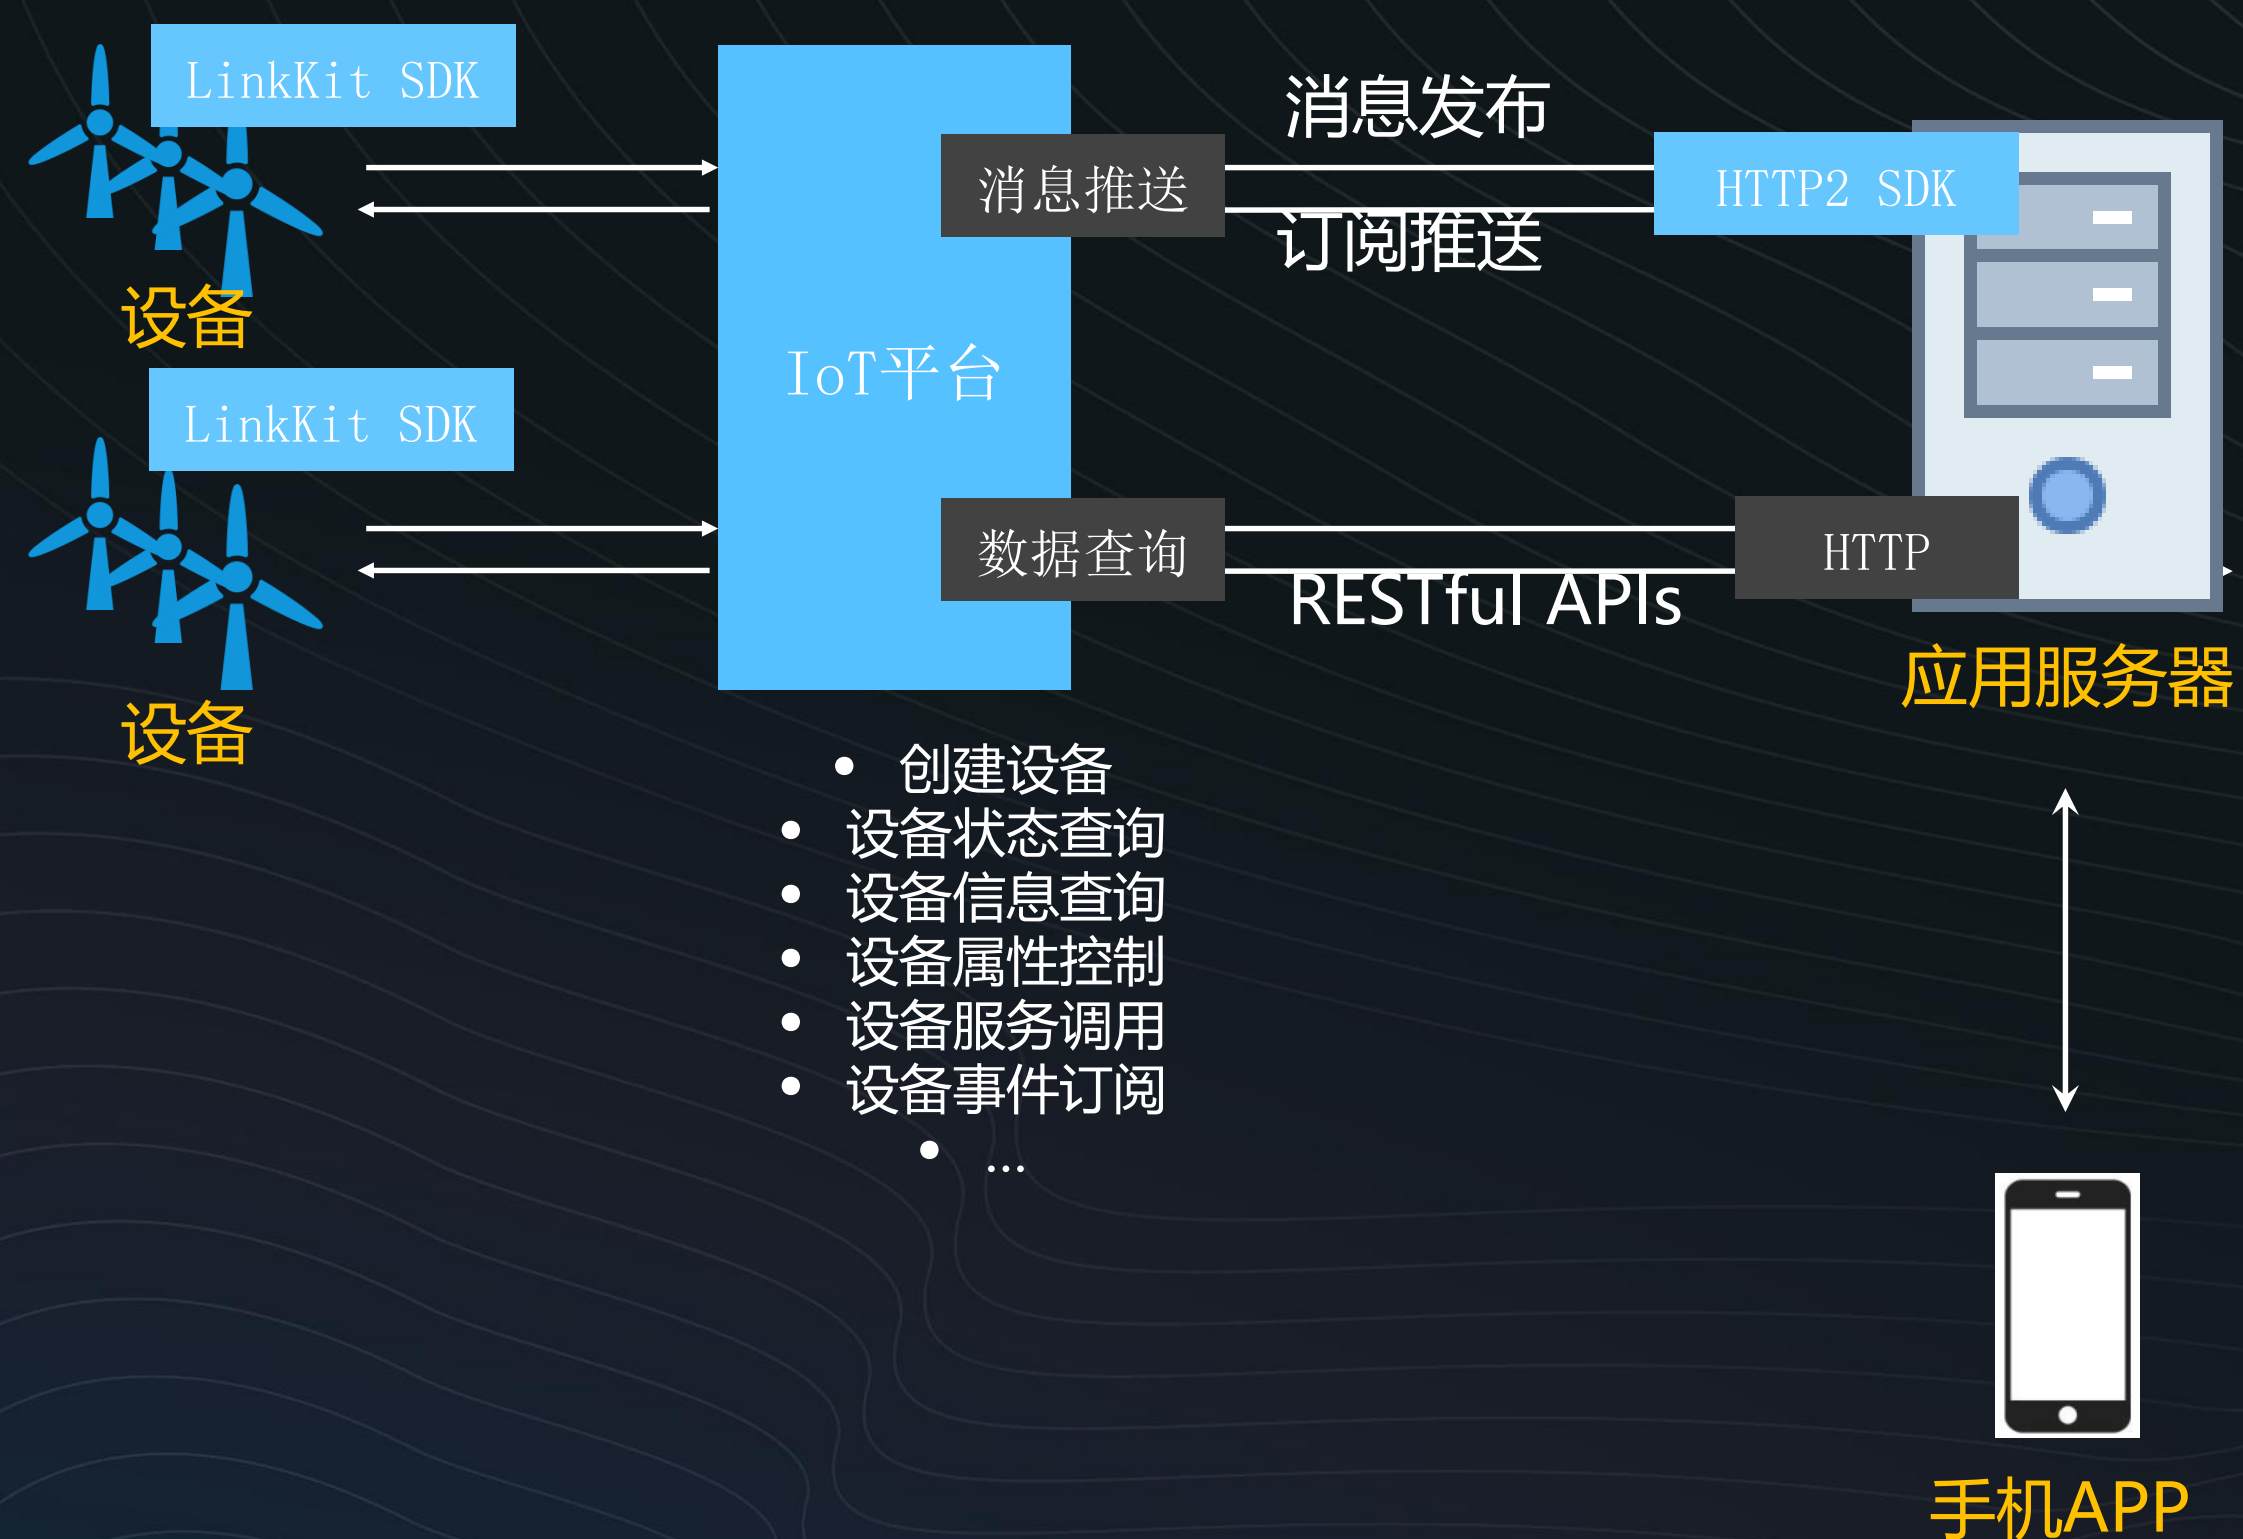 LinkKit SDK
设备
LinkKit SDK
设备
IoT平台
消息推送
数据查询
消息发布
订阅推送
RESTful APIs
HTTP2 SDK
HTTP
应用服务器
• 创建设备
• 设备状态查询
• 设备信息查询
• 设备属性控制
• 设备服务调用
• 设备事件订阅
• ...
手机APP